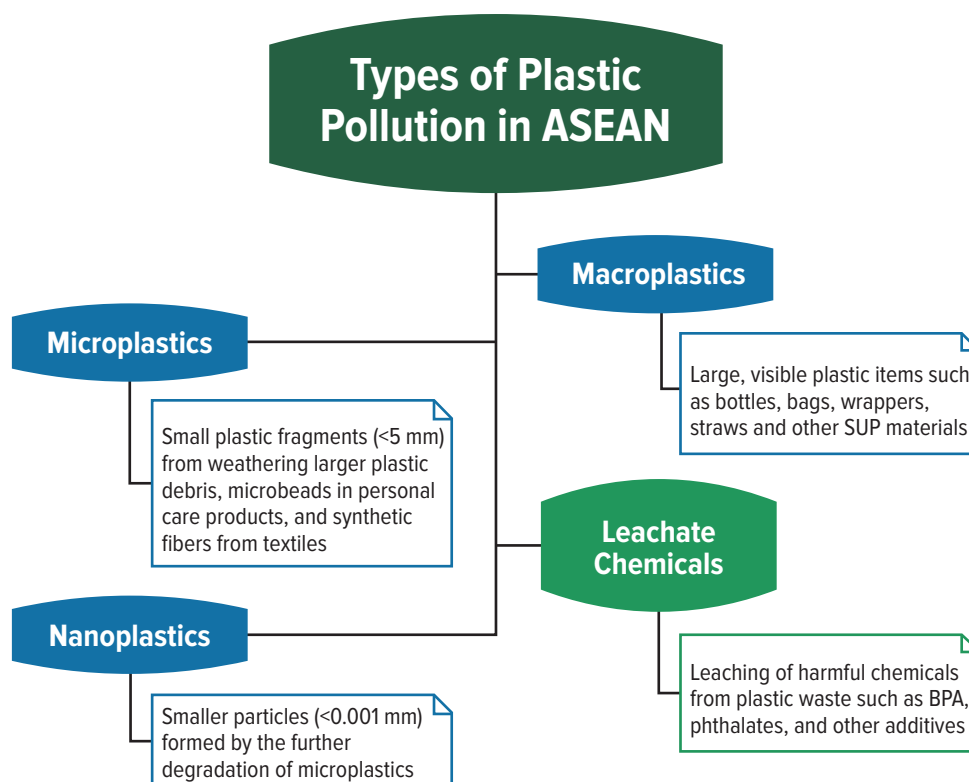 Types of Plastic
Pollution in ASEAN
Macroplastics
Large, visible plastic items such
as bottles, bags, wrappers,
straws and other SUP materials
Microplastics
Small plastic fragments (<5 mm)
from weathering larger plastic
debris, microbeads in personal
care products, and synthetic
fibers from textiles
Leachate
Chemicals
Leaching of harmful chemicals
from plastic waste such as BPA,
phthalates, and other additives
Nanoplastics
Smaller particles (<0.001 mm)
formed by the further
degradation of microplastics